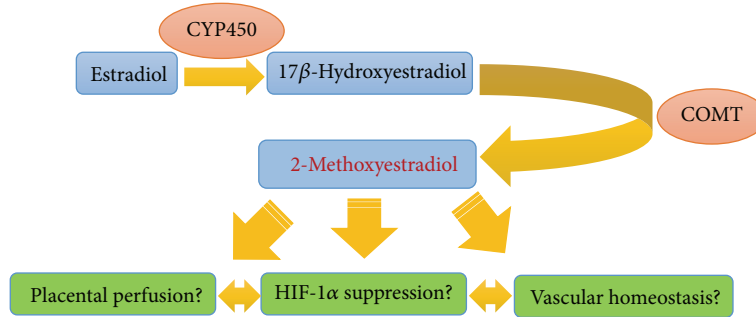 CYP450
Estradiol
17β-Hydroxyestradiol
COMT
2-Methoxyestradiol
Placental perfusion?
HIF-1α suppression?
Vascular homeostasis?